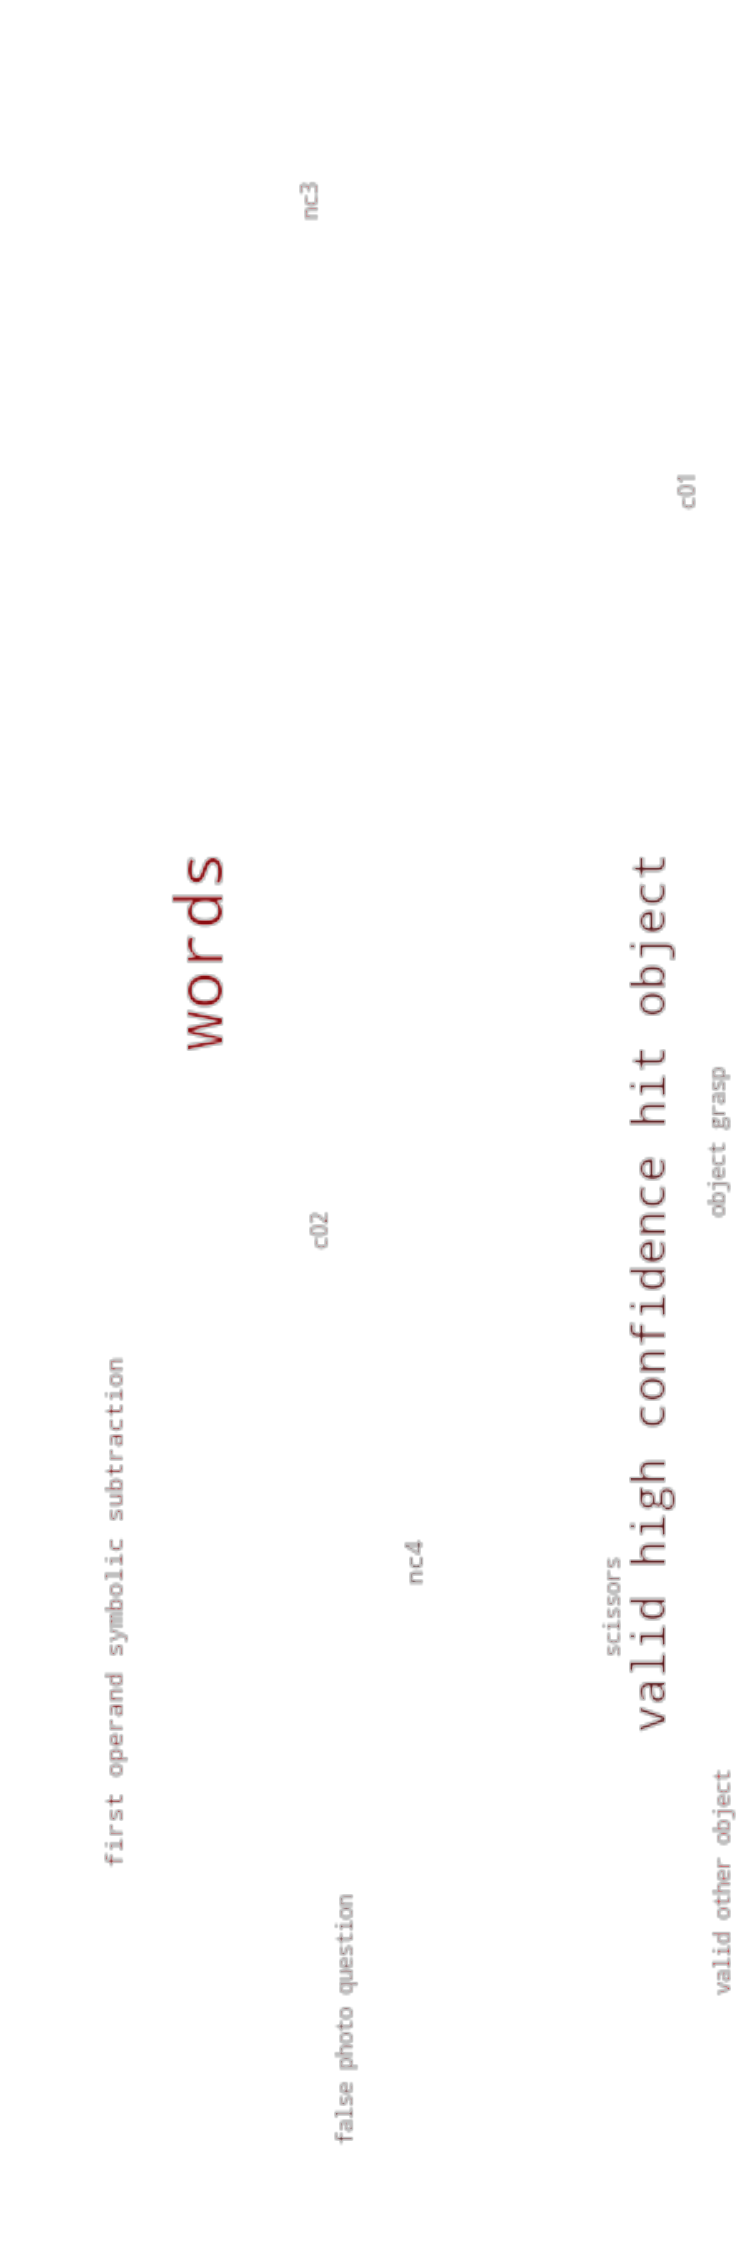 nc3
c01
words
valid high confidence hit object
object grasp
c02
first operand symbolic subtraction
nc4
scissors
valid other object
false photo question